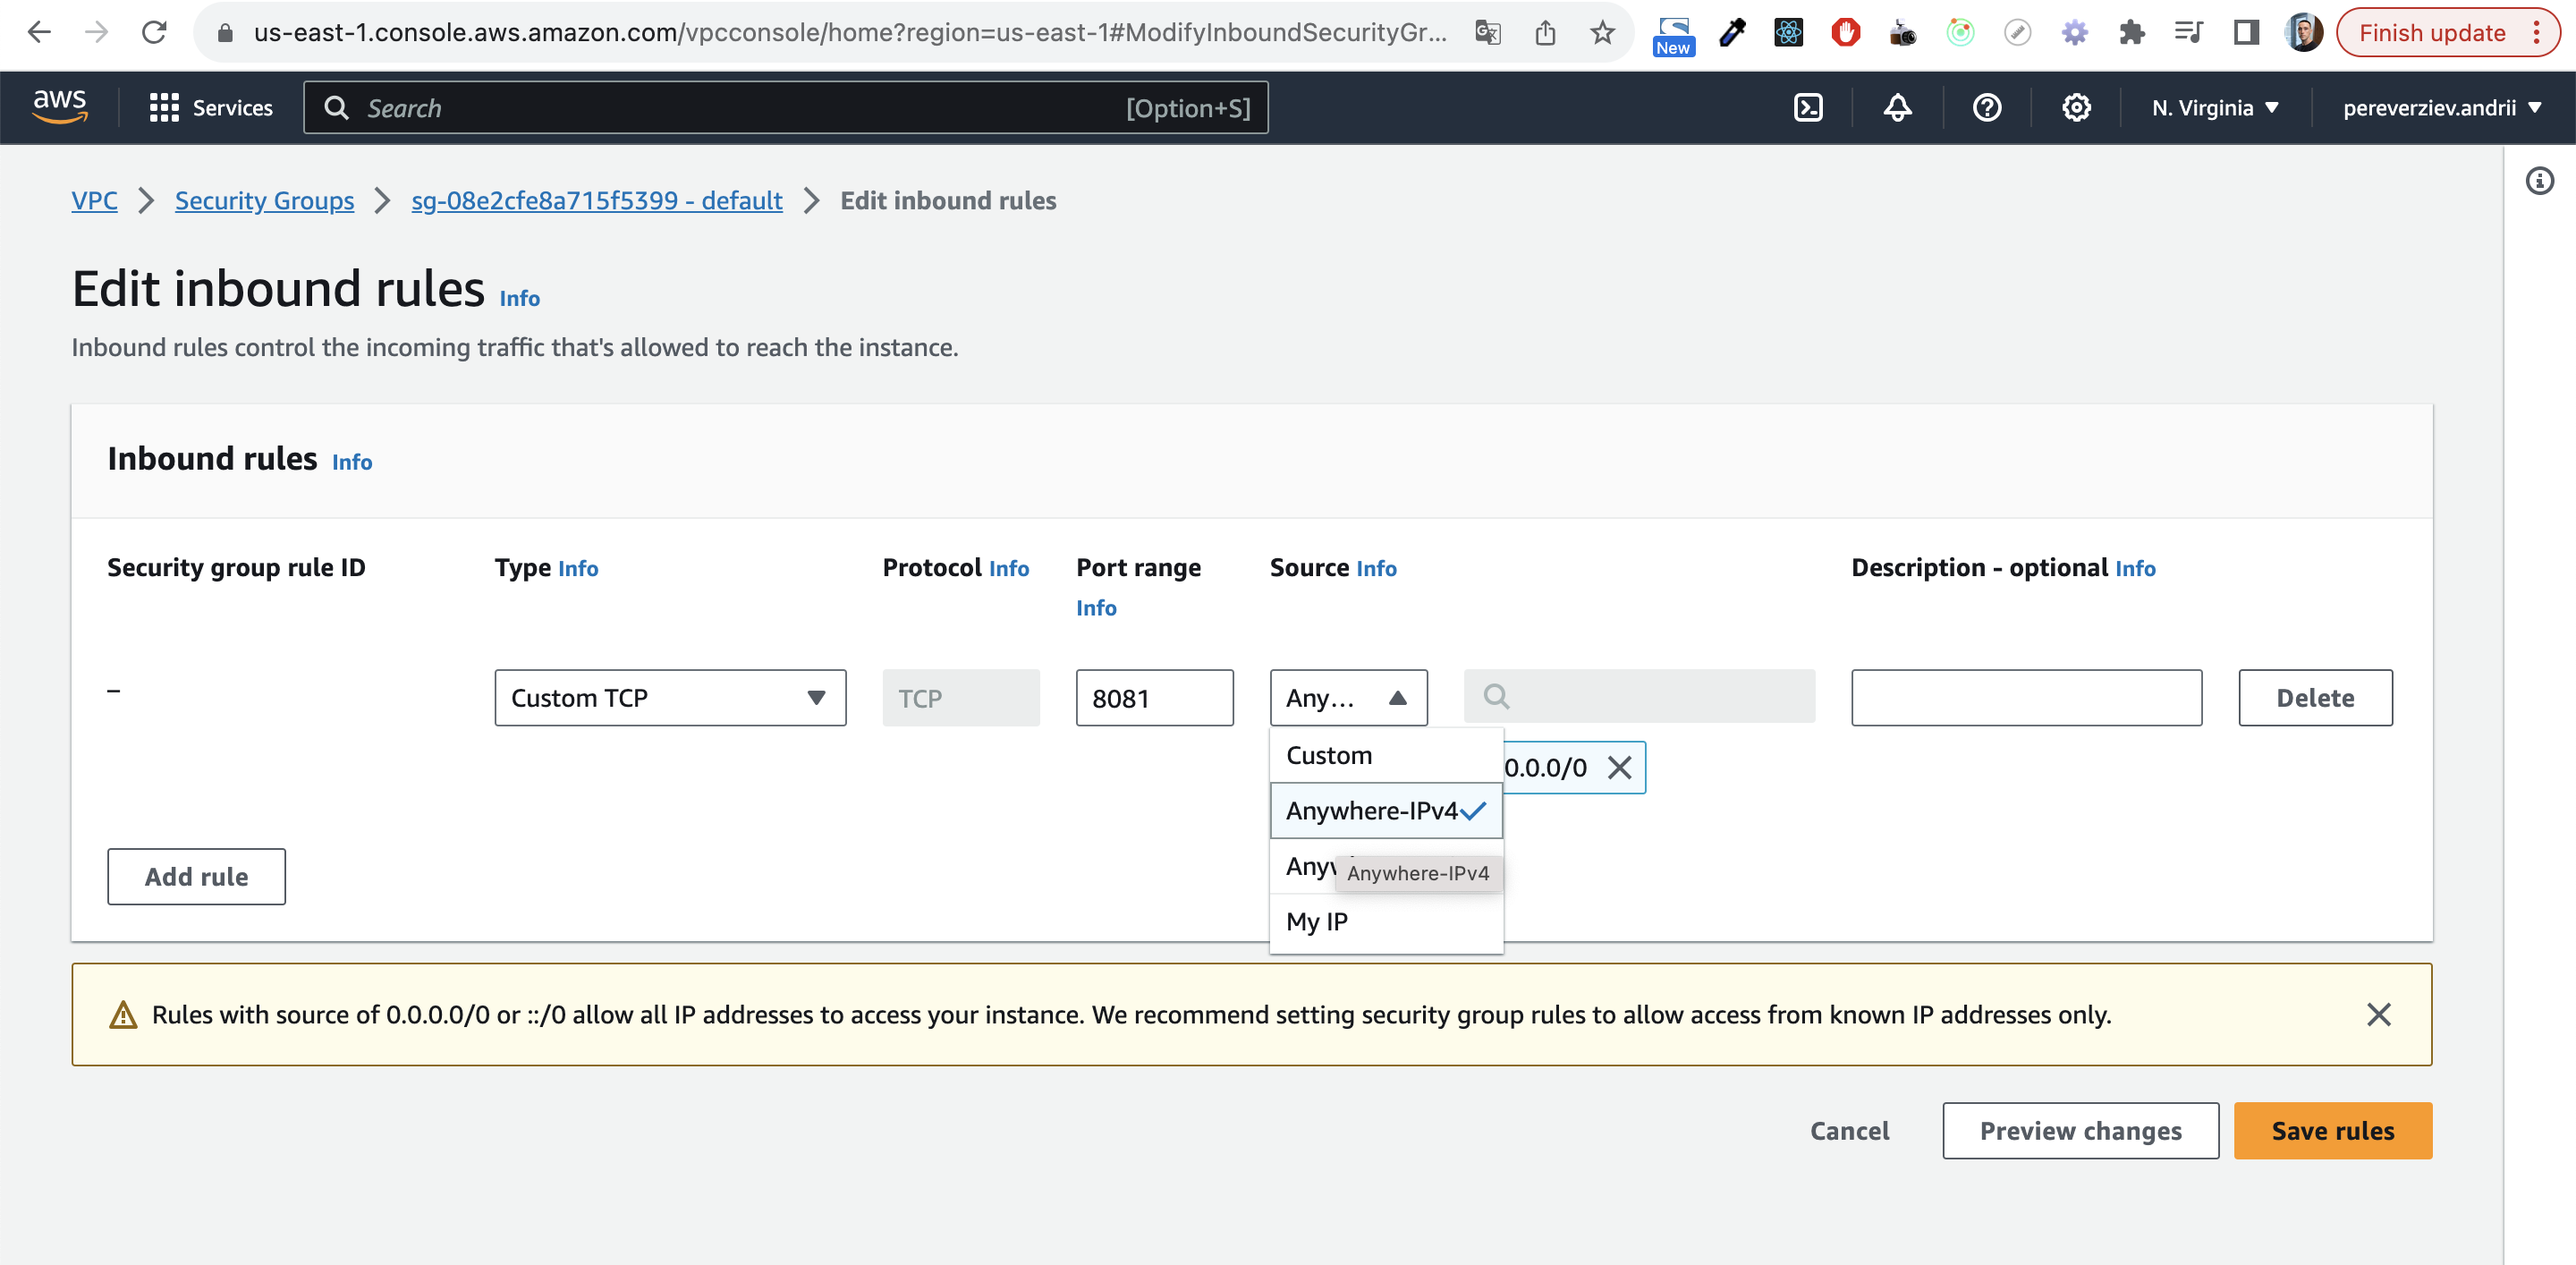 us-east-1.console.aws.amazon.com/vpcconsole/home?region=us-east-1#ModifyInboundSecurityGr...
New
Finish update
aws
Services
Search
[Option+S]
N. Virginia
pereverziev.andrii
VPC
Security Groups
sg-08e2cfe8a715f5399 - default
Edit inbound rules
Edit inbound rules Info
Inbound rules control the incoming traffic that's allowed to reach the instance.
Inbound rules Info
Security group rule ID
Type Info
Protocol Info
Port range
Info
Source Info
Description - optional Info
–
Custom TCP
TCP
8081
Any...
Delete
Custom
0.0.0/0
Anywhere-IPv4
Anywhere-IPv4
My IP
Add rule
Rules with source of 0.0.0.0/0 or ::/0 allow all IP addresses to access your instance. We recommend setting security group rules to allow access from known IP addresses only.
Cancel
Preview changes
Save rules